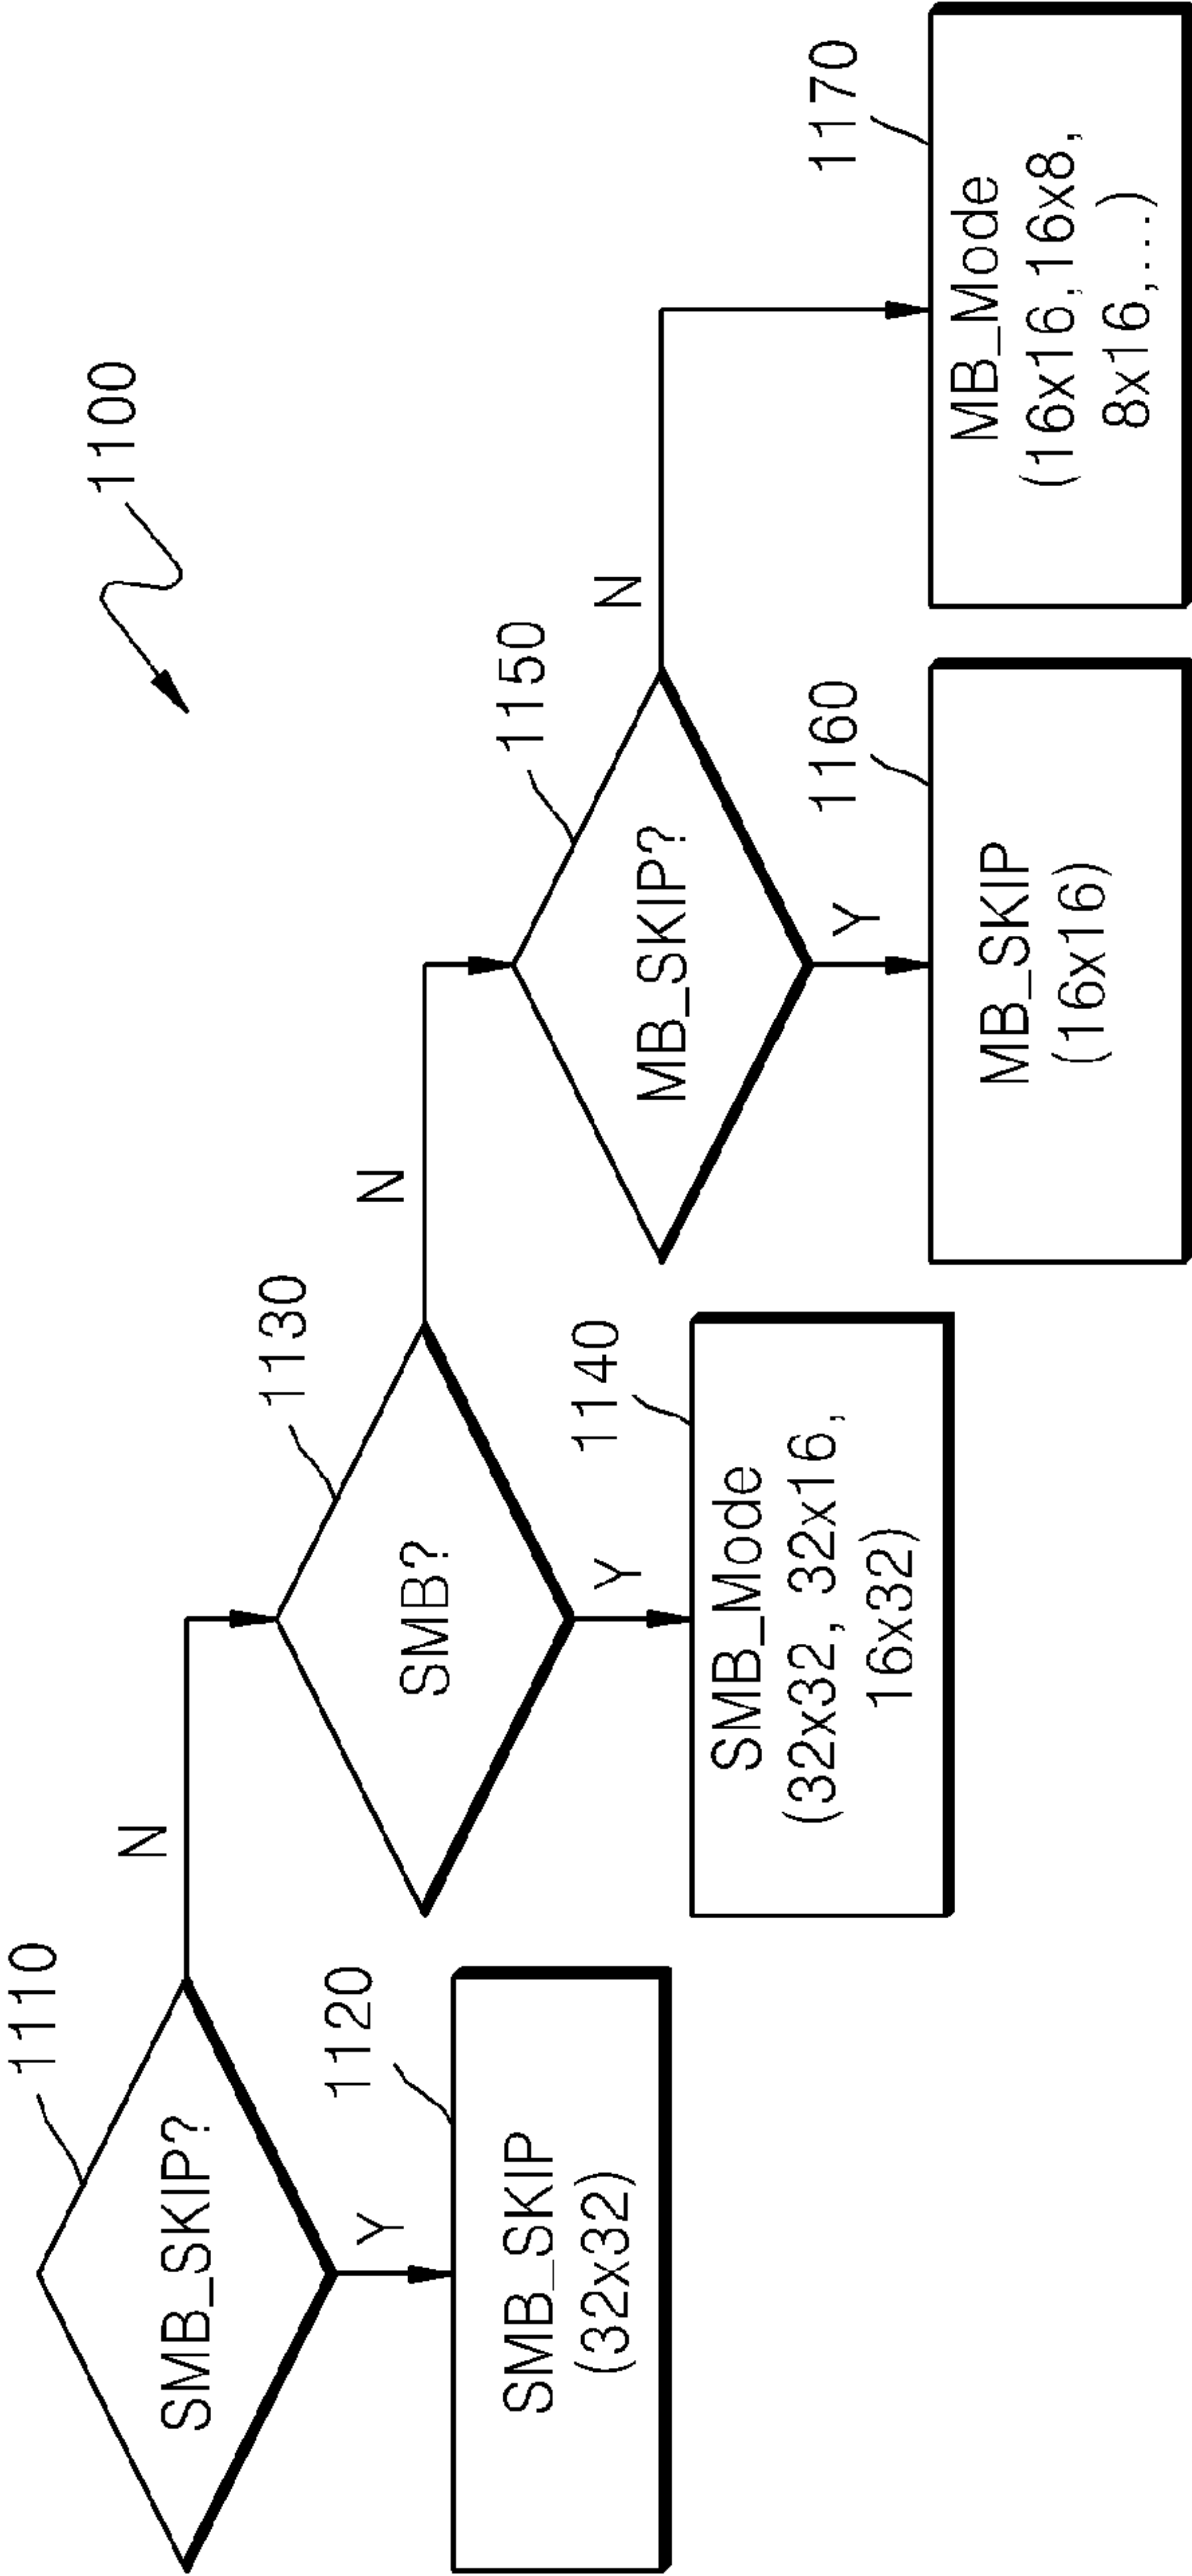 1100
1110
SMB_SKIP?
N
Y
1120
SMB_SKIP
(32x32)
1130
SMB?
N
Y
1140
SMB_Mode
(32x32, 32x16,
16x32)
1150
MB_SKIP?
N
Y
1160
MB_SKIP
(16x16)
1170
MB_Mode
(16x16,16x8,
8x16,...)